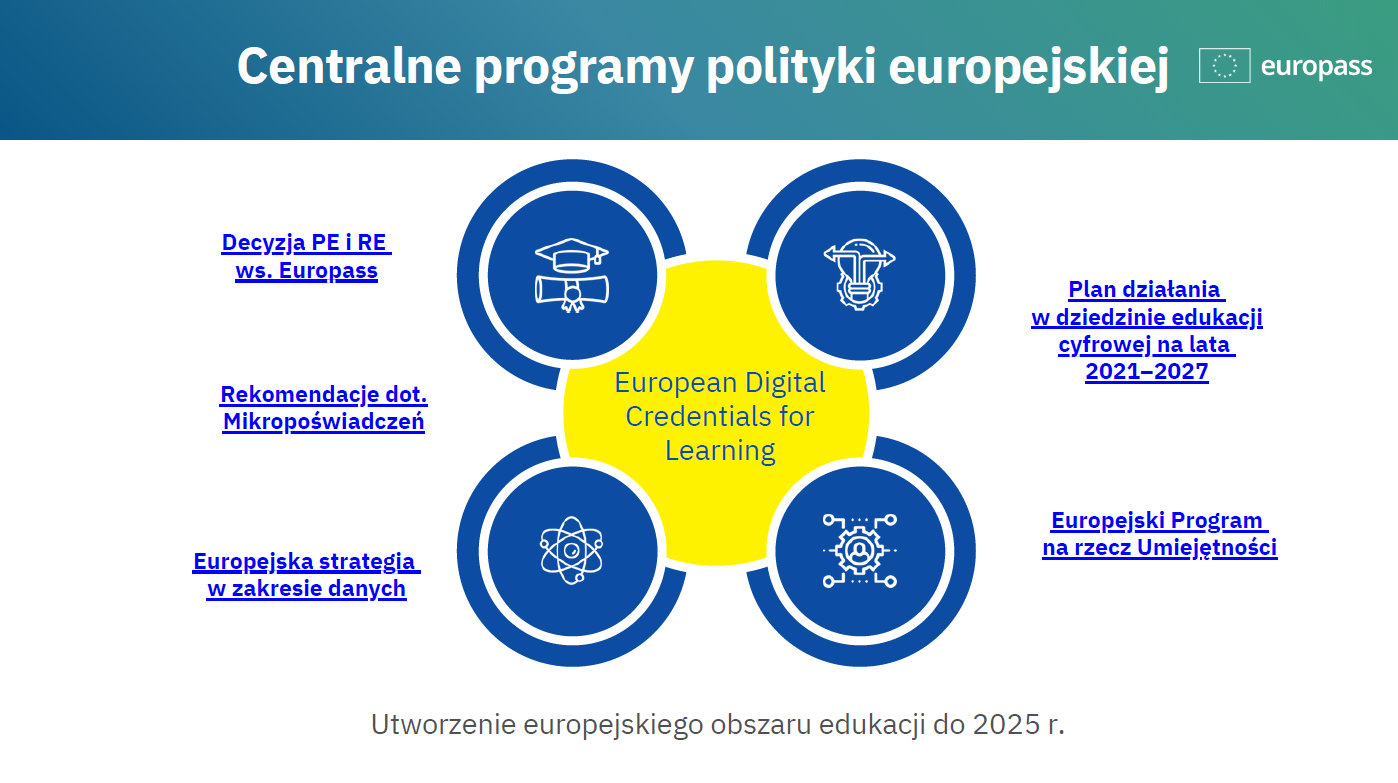 Centralne programy polityki europejskiej
europass
Decyzja PE i RE
ws. Europass
Rekomendacje dot.
Mikropoświadczeń
Europejska strategia
w zakresie danych
European Digital
Credentials for
Learning
Plan działania
w dziedzinie edukacji
cyfrowej na lata
2021–2027
Europejski Program
na rzecz Umiejętności
Utworzenie europejskiego obszaru edukacji do 2025 r.